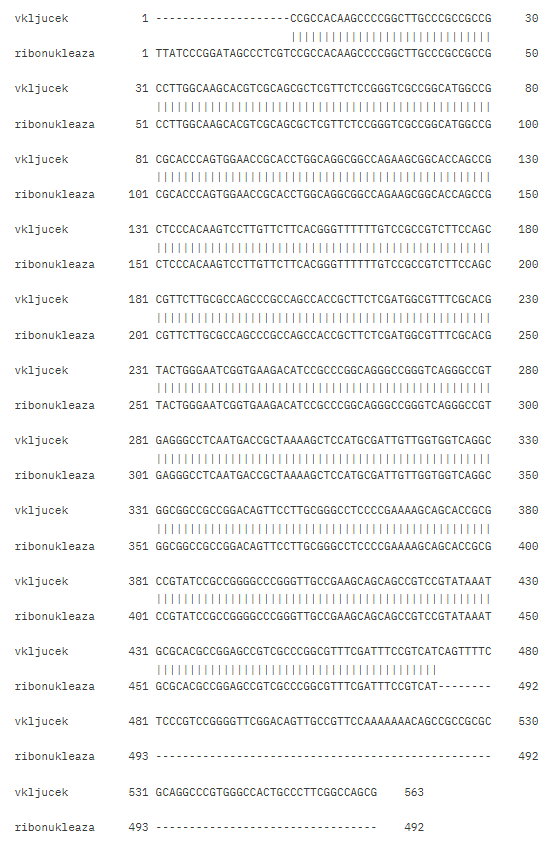 vkljucek 1 --------------------CCGCCACAAGCCCCGGCTTGCCCGCCGCCG 30
||||||||||||||||||||||||||||||
ribonukleaza 1 TTATCCCGGATAGCCCTCGTCCGCCACAAGCCCCGGCTTGCCCGCCGCCG 50
vkljucek 31 CCTTGGCAAGCACGTCGCAGCGCTCGTTCTCCGGGTCGCCGGCATGGCCG 80
||||||||||||||||||||||||||||||||||||||||||||||||||
ribonukleaza 51 CCTTGGCAAGCACGTCGCAGCGCTCGTTCTCCGGGTCGCCGGCATGGCCG 100
vkljucek 81 CGCACCCAGTGGAACCGCACCTGGCAGGCGGCCAGAAGCGGCACCAGCCG 130
||||||||||||||||||||||||||||||||||||||||||||||||||
ribonukleaza 101 CGCACCCAGTGGAACCGCACCTGGCAGGCGGCCAGAAGCGGCACCAGCCG 150
vkljucek 131 CTCCCACAAGTCCTTGTTCTTCACGGGTTTTTTGTCCGCCGTCTTCCAGC 180
||||||||||||||||||||||||||||||||||||||||||||||||||
ribonukleaza 151 CTCCCACAAGTCCTTGTTCTTCACGGGTTTTTTGTCCGCCGTCTTCCAGC 200
vkljucek 181 CGTTCTTGCGCCAGCCCGCCAGCCACCGCTTCTCGATGGCGTTTCGCACG 230
||||||||||||||||||||||||||||||||||||||||||||||||||
ribonukleaza 201 CGTTCTTGCGCCAGCCCGCCAGCCACCGCTTCTCGATGGCGTTTCGCACG 250
vkljucek 231 TACTGGGAATCGGTGAAGACATCCGCCCGGCAGGGCCGGGTCAGGGCCGT 280
||||||||||||||||||||||||||||||||||||||||||||||||||
ribonukleaza 251 TACTGGGAATCGGTGAAGACATCCGCCCGGCAGGGCCGGGTCAGGGCCGT 300
vkljucek 281 GAGGGCCTCAATGACCGCTAAAAGCTCCATGCGATTGTTGGTGGTCAGGC 330
||||||||||||||||||||||||||||||||||||||||||||||||||
ribonukleaza 301 GAGGGCCTCAATGACCGCTAAAAGCTCCATGCGATTGTTGGTGGTCAGGC 350
vkljucek 331 GGCGGCCGCCGGACAGTTCCTTGCGGGCCTCCCCGAAAAGCAGCACCGCG 380
||||||||||||||||||||||||||||||||||||||||||||||||||
ribonukleaza 351 GGCGGCCGCCGGACAGTTCCTTGCGGGCCTCCCCGAAAAGCAGCACCGCG 400
vkljucek 381 CCGTATCCGCCGGGGCCCGGGTTGCCGAAGCAGCAGCCGTCCGTATAAAT 430
||||||||||||||||||||||||||||||||||||||||||||||||||
ribonukleaza 401 CCGTATCCGCCGGGGCCCGGGTTGCCGAAGCAGCAGCCGTCCGTATAAAT 450
vkljucek 431 GCGCACGCCGGAGCCGTCGCCCGGCGTTTCGATTTCCGTCATCAGTTTTC 480
||||||||||||||||||||||||||||||||||||||||||
ribonukleaza 451 GCGCACGCCGGAGCCGTCGCCCGGCGTTTCGATTTCCGTCAT-------- 492
vkljucek 481 TCCCGTCCGGGGTTCGGACAGTTGCCGTTCCAAAAAAACAGCCGCCGCGC 530
ribonukleaza 493 -------------------------------------------------- 492
vkljucek 531 GCAGGCCCGTGGGCCACTGCCCTTCGGCCAGCG 563
ribonukleaza 493 --------------------------------- 492